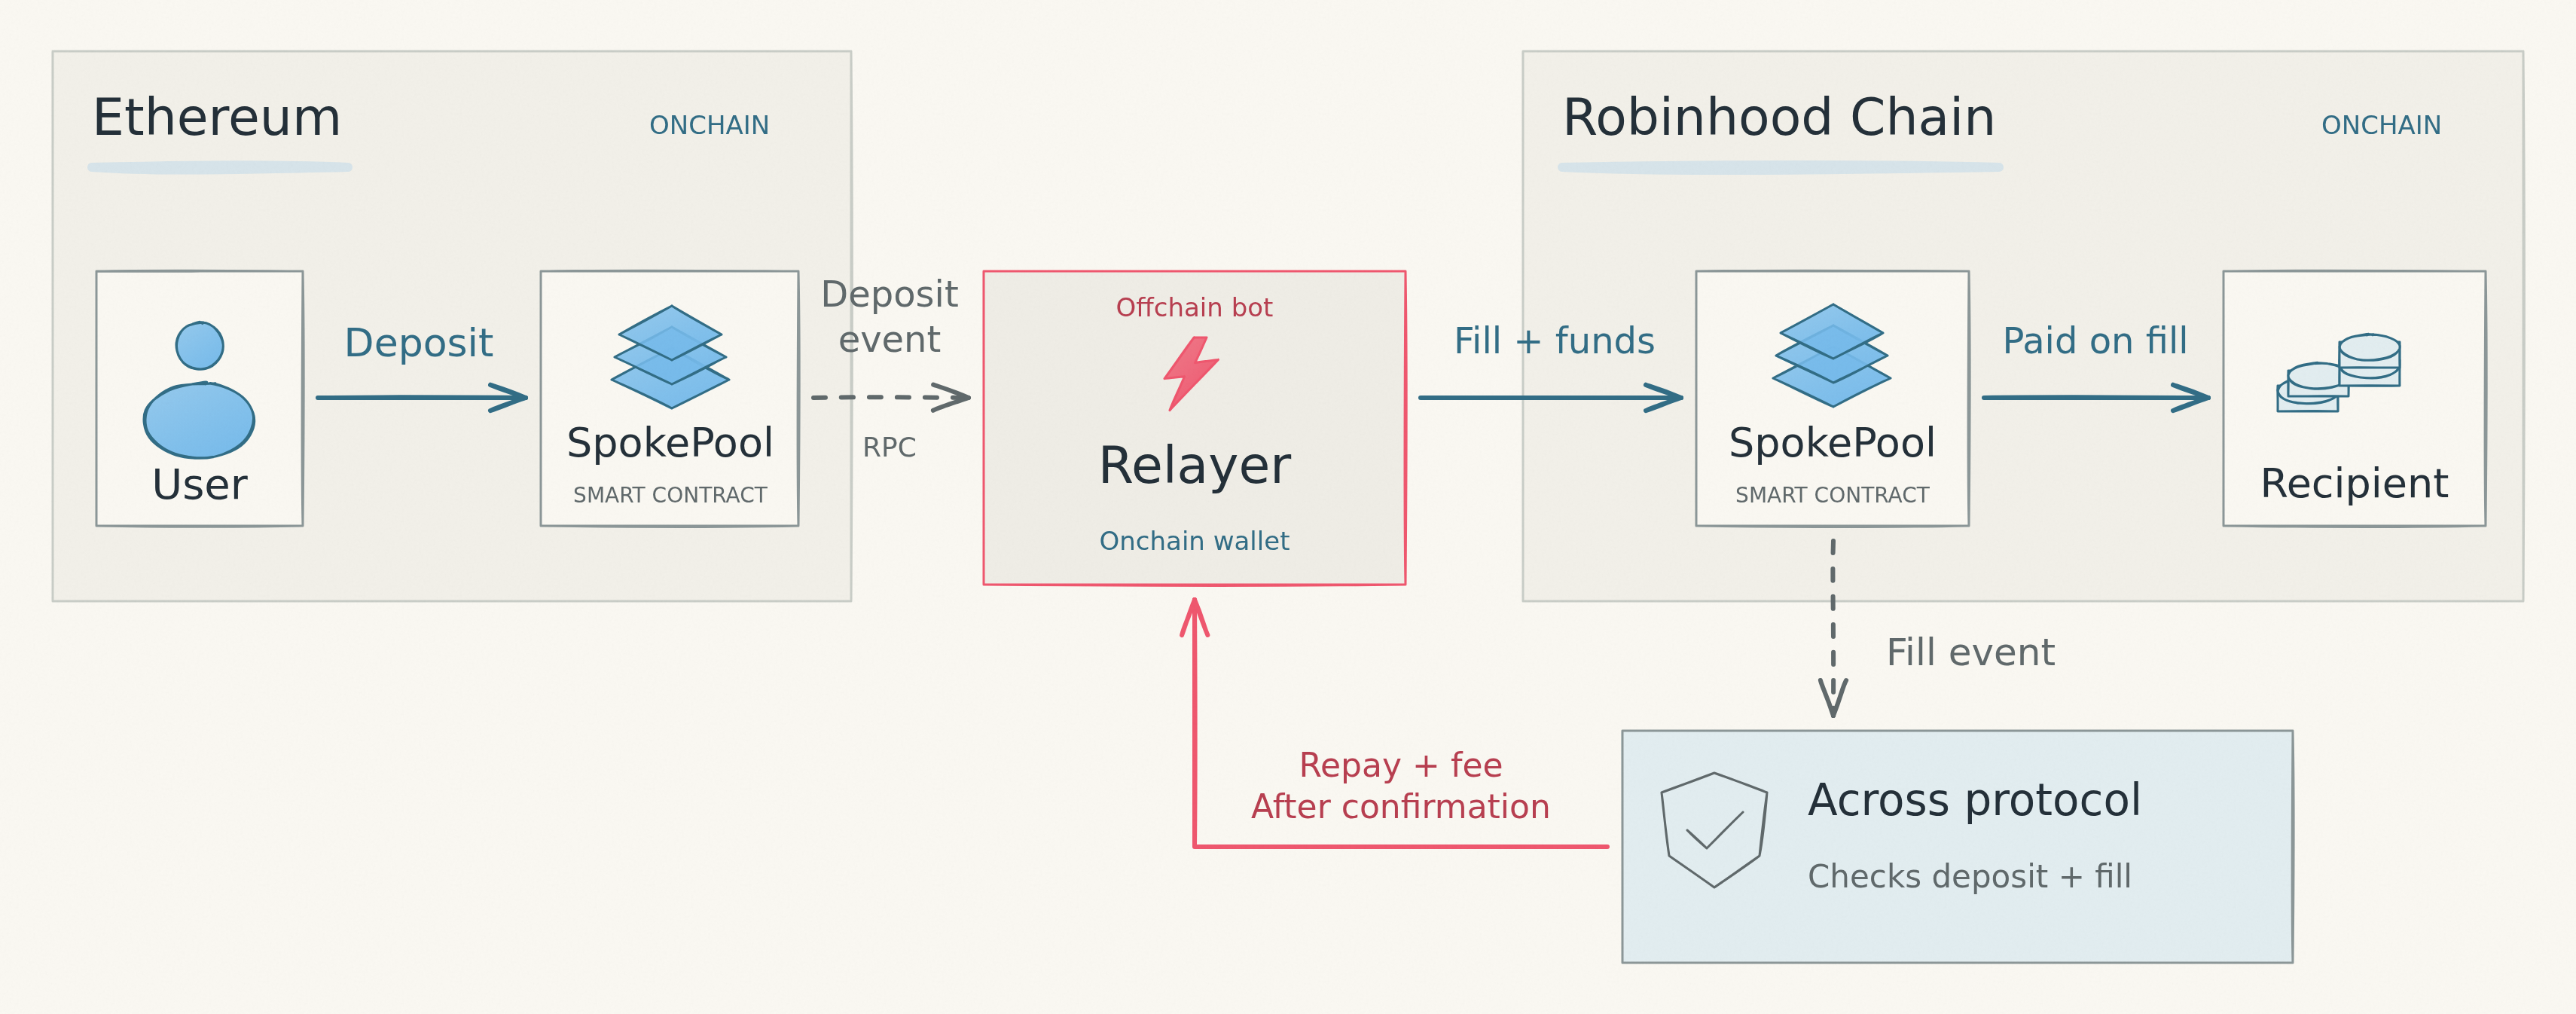 Ethereum
ONCHAIN
Robinhood Chain
ONCHAIN
User
Deposit
SpokePool
SMART CONTRACT
Deposit
event
RPC
Offchain bot
Relayer
Onchain wallet
Fill + funds
SpokePool
SMART CONTRACT
Paid on fill
Recipient
Fill event
Repay + fee
After confirmation
Across protocol
Checks deposit + fill